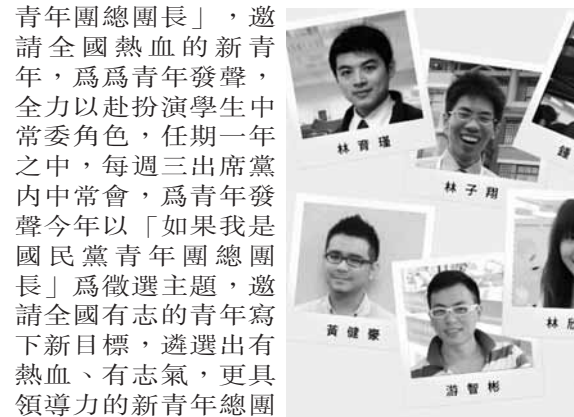 青年團總團長」，邀
請全國熱血的新青
年，爲爲青年發聲，
全力以赴扮演學生中
常委角色，任期一年
之中，每週三出席黨
内中常會，爲青年發
聲今年以「如果我是
國民黨青年團總團
長」爲徵選主題，邀
請全國有志的青年寫
下新目標，遴選出有
熱血、有志氣，更具
領導力的新青年總團
林育瑾
林子翔
鍾
黃健豪
林欣
游智彬